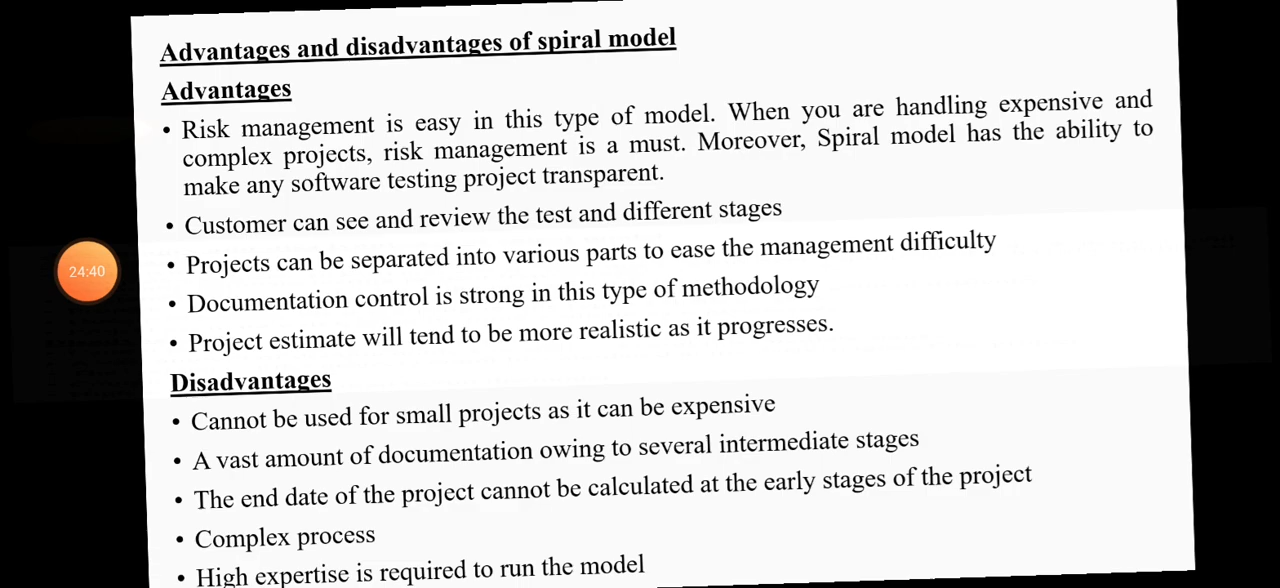 Advantages and disadvantages of spiral model
Advantages
• Risk management is easy in this type of model. When you are handling expensive and
complex projects, risk management is a must. Moreover, Spiral model has the ability to
make any software testing project transparent.
• Customer can see and review the test and different stages
• Projects can be separated into various parts to ease the management difficulty
24:40
• Documentation control is strong in this type of methodology
• Project estimate will tend to be more realistic as it progresses.
Disadvantages
• Cannot be used for small projects as it can be expensive
• A vast amount of documentation owing to several intermediate stages
• The end date of the project cannot be calculated at the early stages of the project
• Complex process
• High expertise is required to run the model